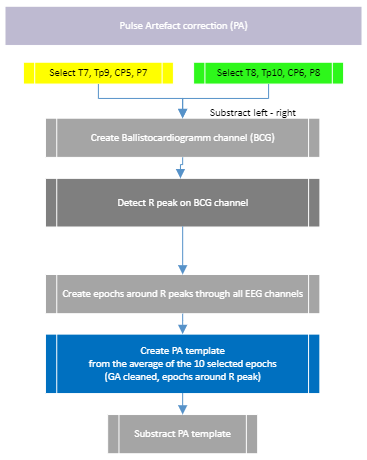 Pulse Artefact correction (PA)
Select T7, Tp9, CP5, P7
Select T8, Tp10, CP6, P8
Substract left - right
Create Ballistocardiogramm channel (BCG)
Detect R peak on BCG channel
Create epochs around R peaks through all EEG channels
Create PA template
from the average of the 10 selected epochs
(GA cleaned, epochs around R peak)
Substract PA template